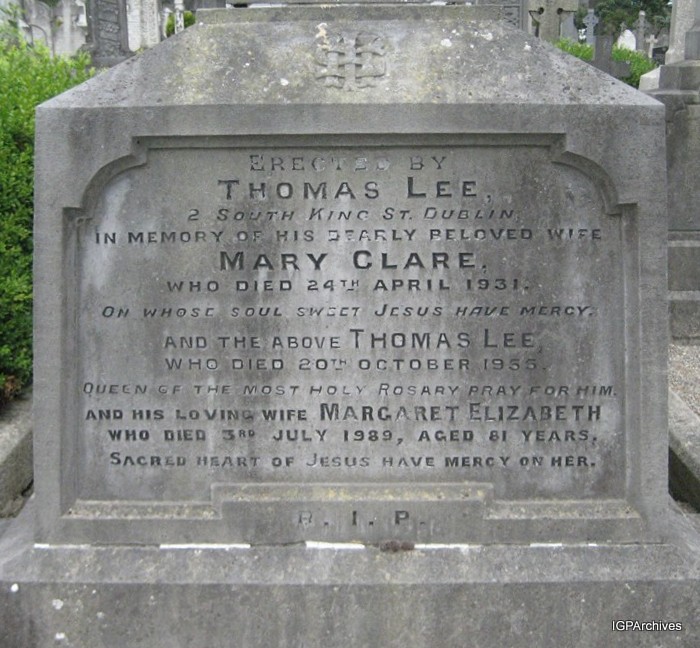 IHS
ERECTED BY
THOMAS LEE,
2 SOUTH KING ST. DUBLIN,
IN MEMORY OF HIS DEARLY BELOVED WIFE
MARY CLARE,
WHO DIED 24TH APRIL 1931.
ON WHOSE SOUL SWEET JESUS HAVE MERCY.
AND THE ABOVE THOMAS LEE,
WHO DIED 20TH OCTOBER 1955.
QUEEN OF THE MOST HOLY ROSARY PRAY FOR HIM.
AND HIS LOVING WIFE MARGARET ELIZABETH
WHO DIED 3RD JULY 1989, AGED 81 YEARS.
SACRED HEART OF JESUS HAVE MERCY ON HER.
R. I. P.
IGPArchives